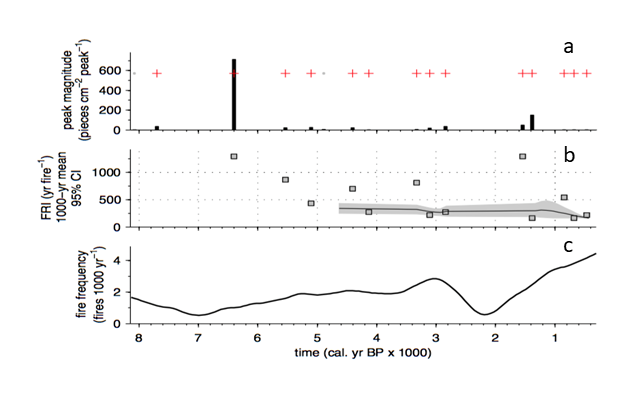 a
peak magnitude
(pieces cm⁻² peak⁻¹)
600
400
200
0
b
FRI (yr fire⁻¹)
1000-yr mean
95% CI
1000
500
0
c
fire frequency
(fires 1000 yr⁻¹)
4
2
0
8 7 6 5 4 3 2 1
time (cal. yr BP x 1000)